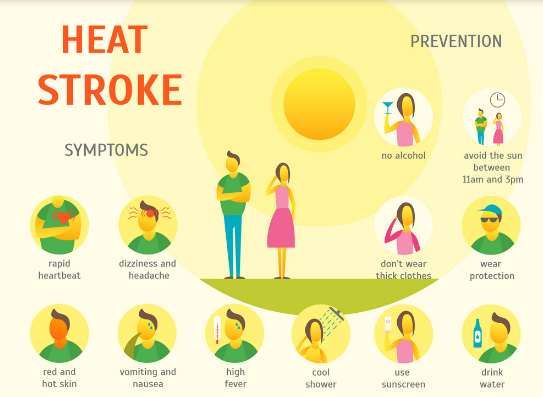 HEAT
STROKE
SYMPTOMS
rapid
heartbeat
dizziness and
headache
red and
hot skin
vomiting and
nausea
high
fever
PREVENTION
no alcohol
avoid the sun
between
11am and 3pm
don't wear
thick clothes
wear
protection
cool
shower
use
sunscreen
drink
water